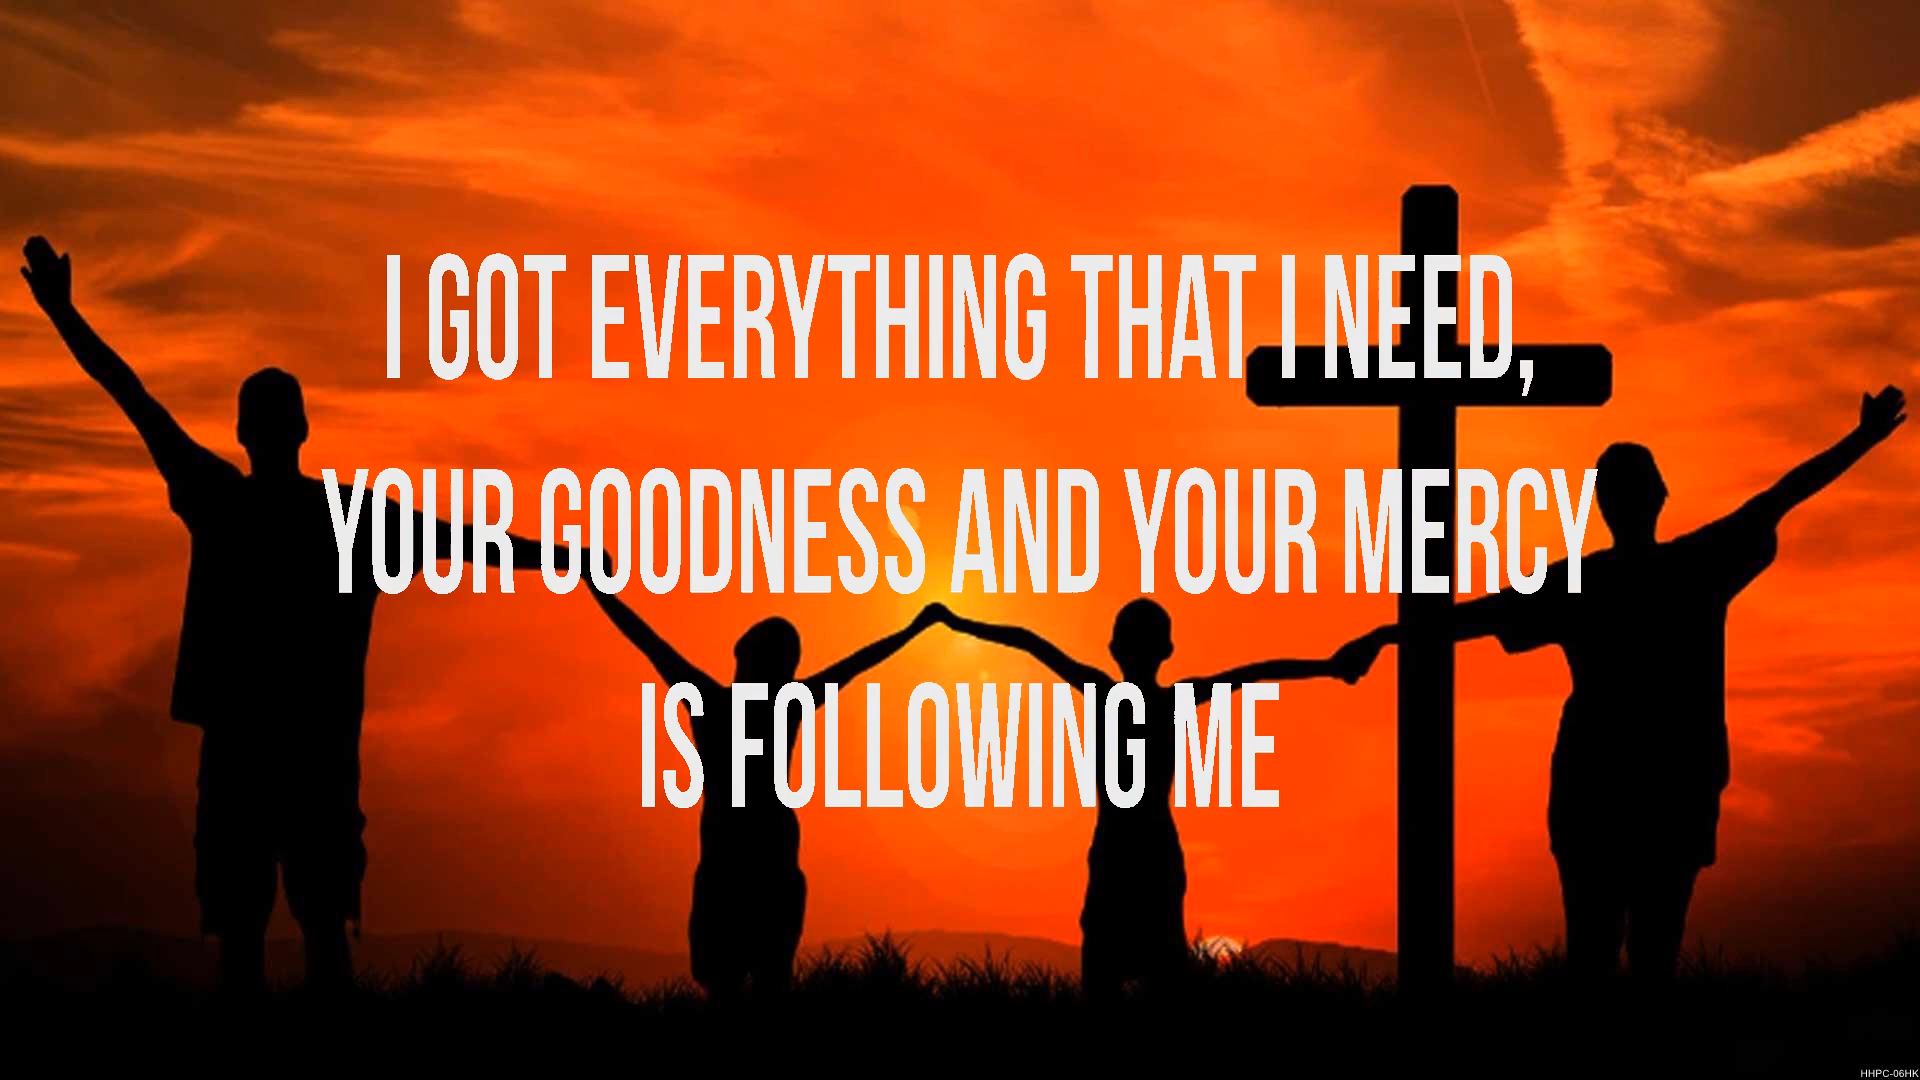 I GOT EVERYTHING THAT I NEED,
YOUR GOODNESS AND YOUR MERCY
IS FOLLOWING ME
HHPC-06HK